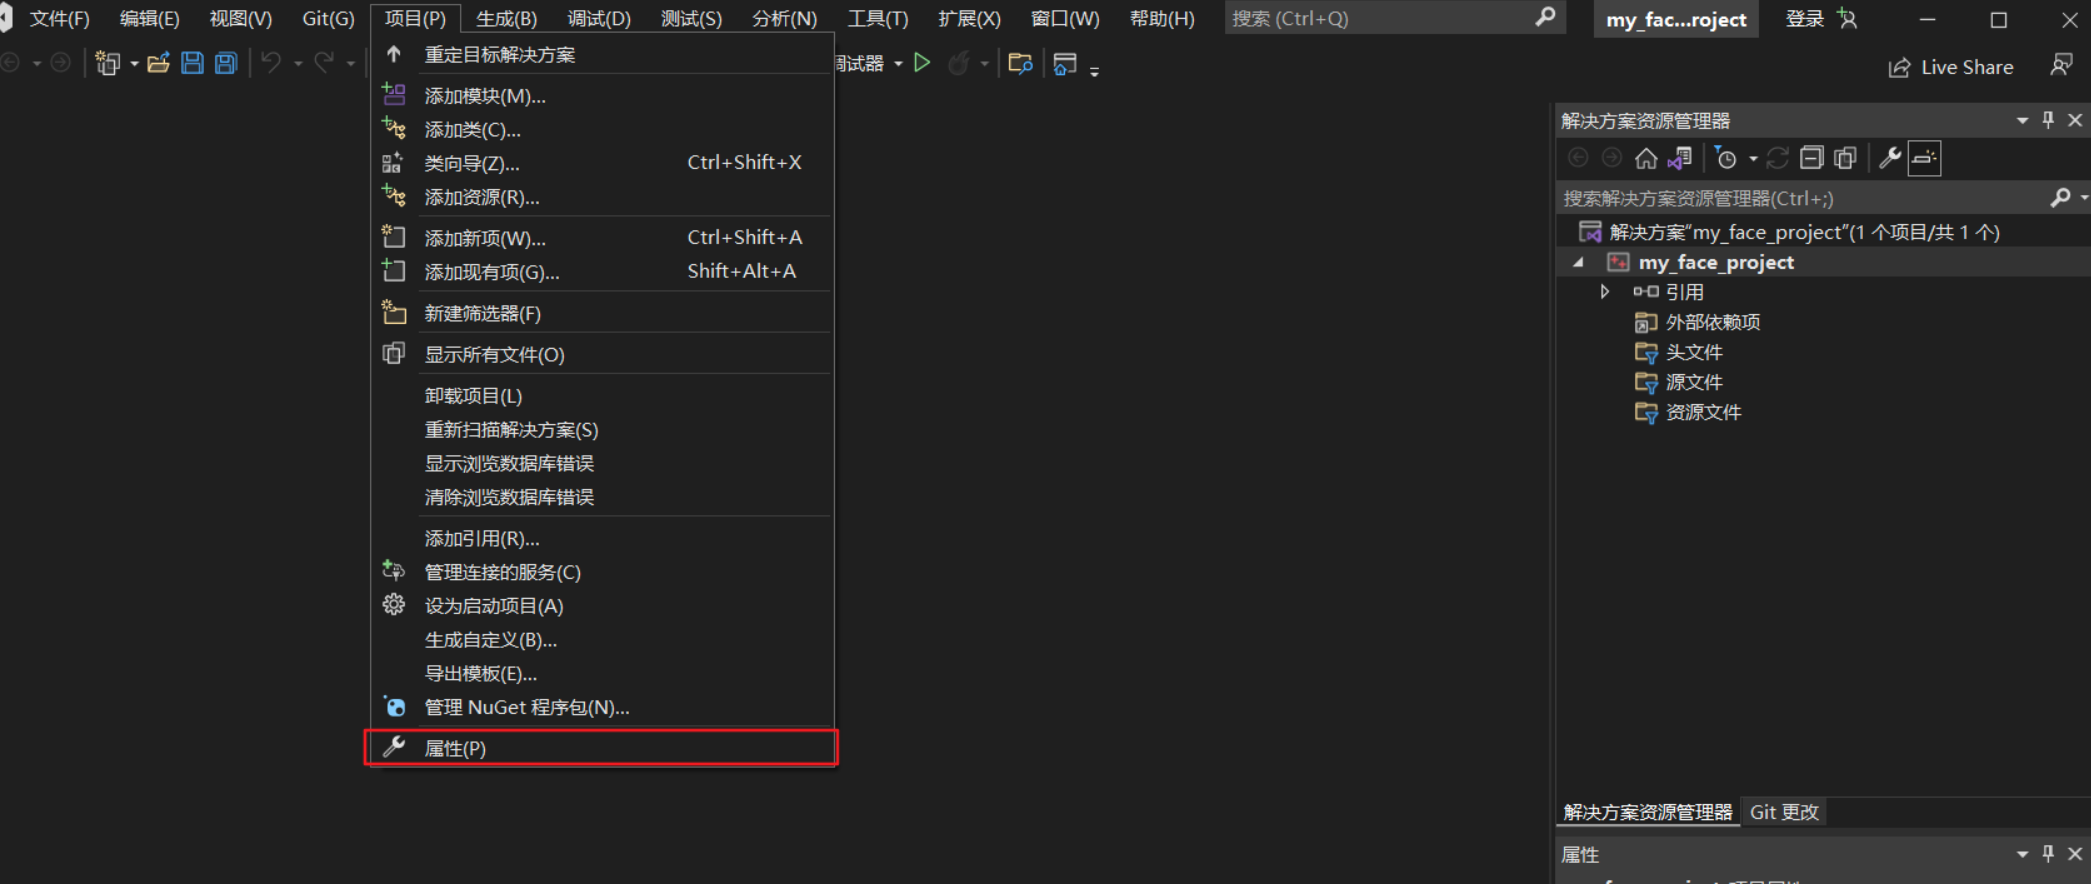 文件(F) 编辑(E) 视图(V) Git(G) 项目(P) 生成(B) 调试(D) 测试(S) 分析(N) 工具(T) 扩展(X) 窗口(W) 帮助(H) 搜索 (Ctrl+Q) my_fac...roject 登录
试器 Live Share
重定目标解决方案
添加模块(M)...
添加类(C)...
类向导(Z)... Ctrl+Shift+X
添加资源(R)...
添加新项(W)... Ctrl+Shift+A
添加现有项(G)... Shift+Alt+A
新建筛选器(F)
显示所有文件(O)
卸载项目(L)
重新扫描解决方案(S)
显示浏览数据库错误
清除浏览数据库错误
添加引用(R)...
管理连接的服务(C)
设为启动项目(A)
生成自定义(B)...
导出模板(E)...
管理 NuGet 程序包(N)...
属性(P)
解决方案资源管理器
搜索解决方案资源管理器(Ctrl+;)
解决方案“my_face_project”(1 个项目/共 1 个)
my_face_project
引用
外部依赖项
头文件
源文件
资源文件
解决方案资源管理器 Git 更改
属性